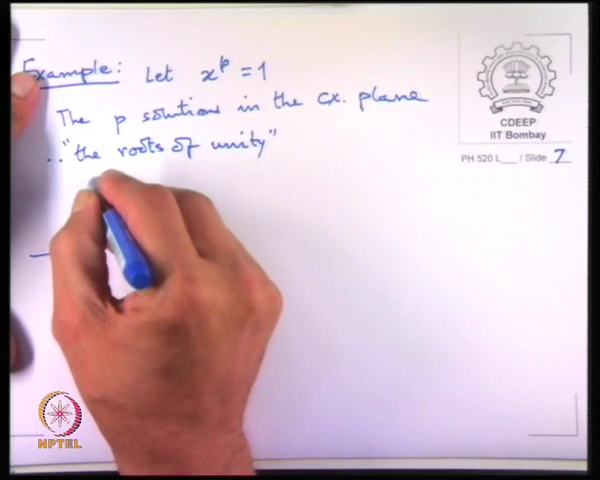 Example: Let x^p = 1
The p solutions in the cx. plane
.. "the roots of unity"
CDEEP
IIT Bombay
PH 520 L___ / Slide 7
NPTEL